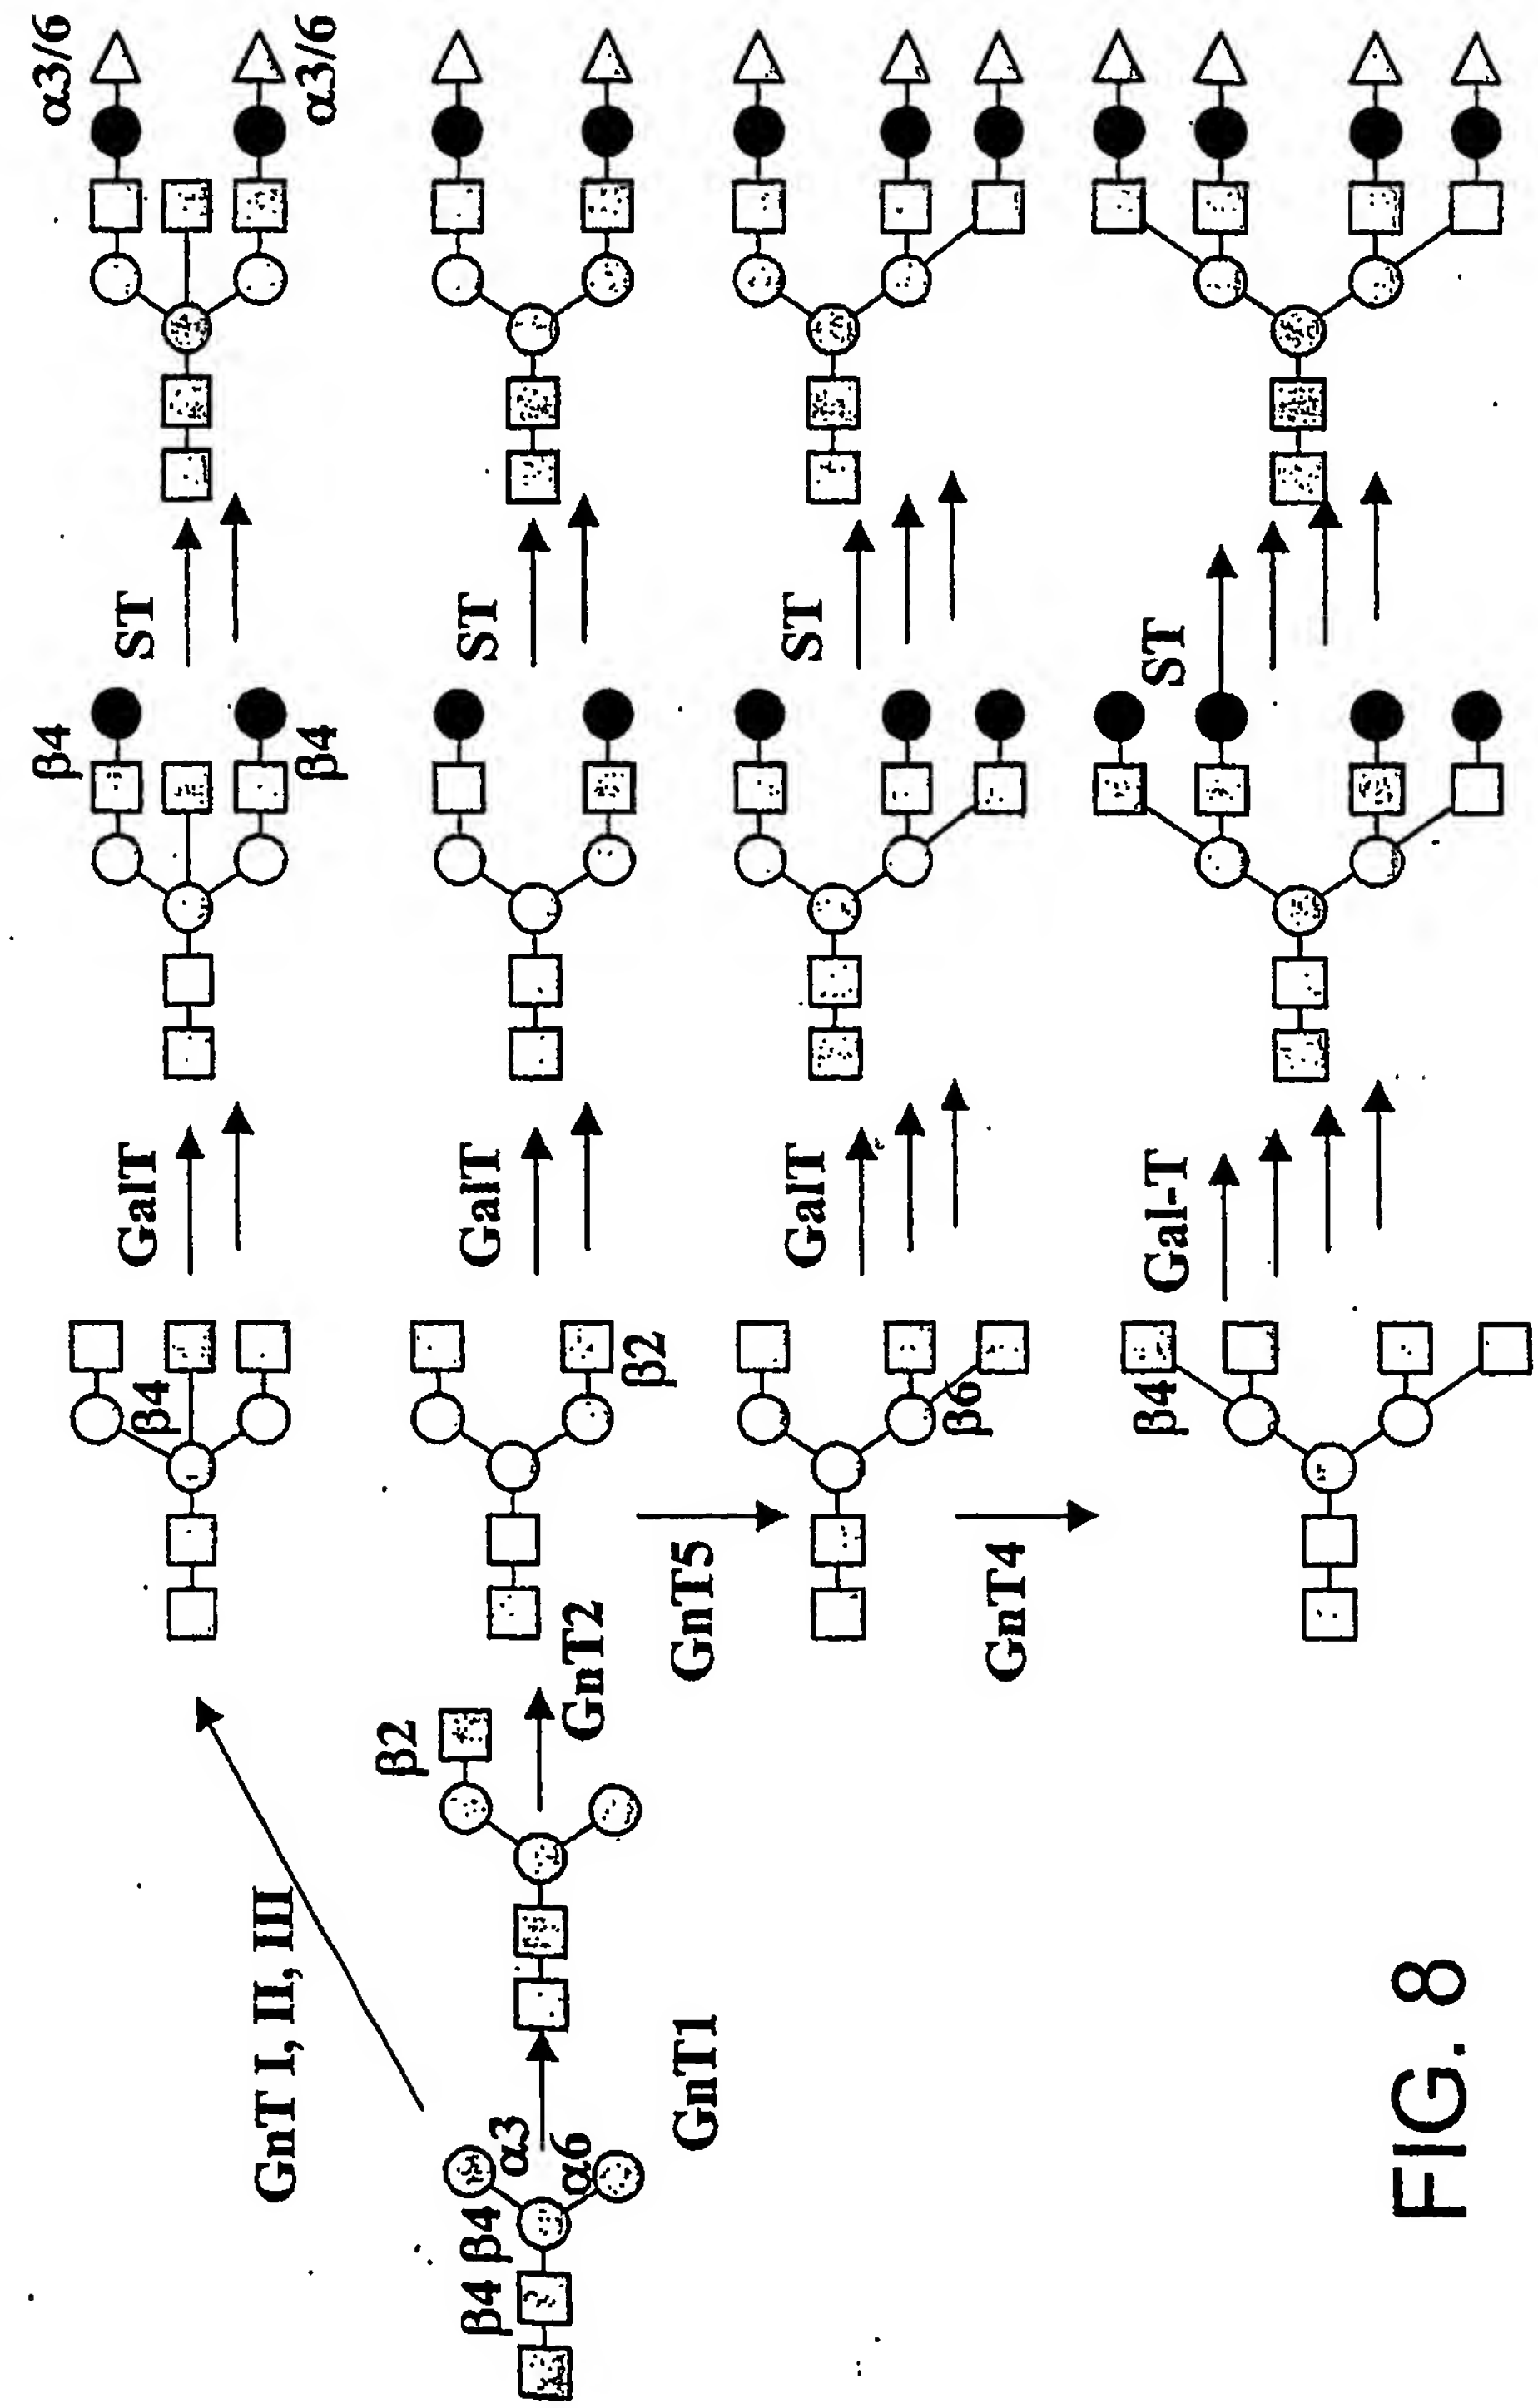 α3/6
α3/6
ST
β4
β4
GalT
β4
GnT I, II, III
ST
GalT
β2
GnT2
β2
α3
α6
β4 β4
GnT1
ST
GalT
β6
GnT5
ST
Gal-T
β4
GnT4
FIG. 8